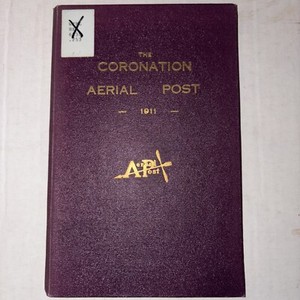 THE
CORONATION
AERIAL POST
— 1911 —
Aerial
Post